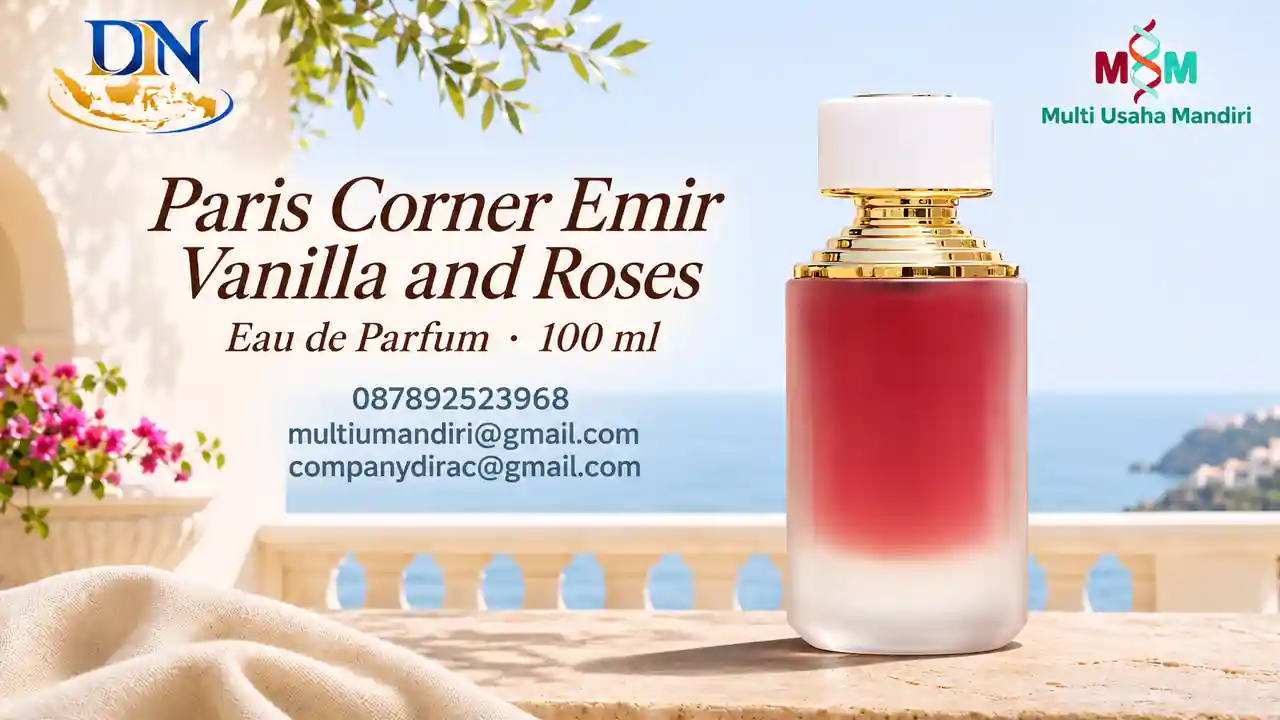 DN
MSM
Multi Usaha Mandiri
Paris Corner Emir
Vanilla and Roses
Eau de Parfum · 100 ml
087892523968
multiumandiri@gmail.com
companydirac@gmail.com